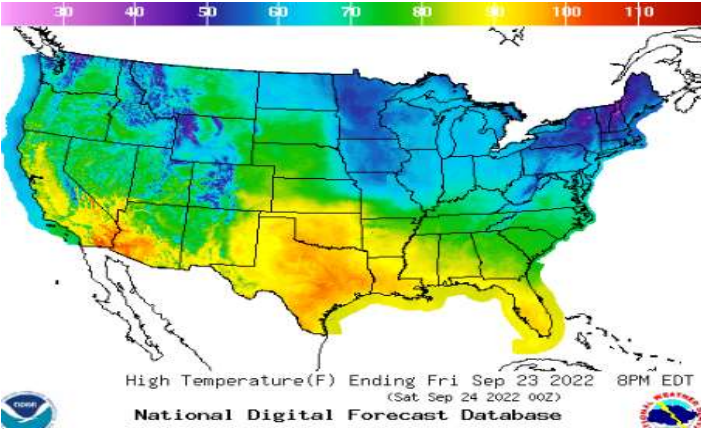 30 40 50 60 70 80 90 100 110
High Temperature(F) Ending Fri Sep 23 2022 8PM EDT
(Sat Sep 24 2022 00Z)
National Digital Forecast Database
NOAA